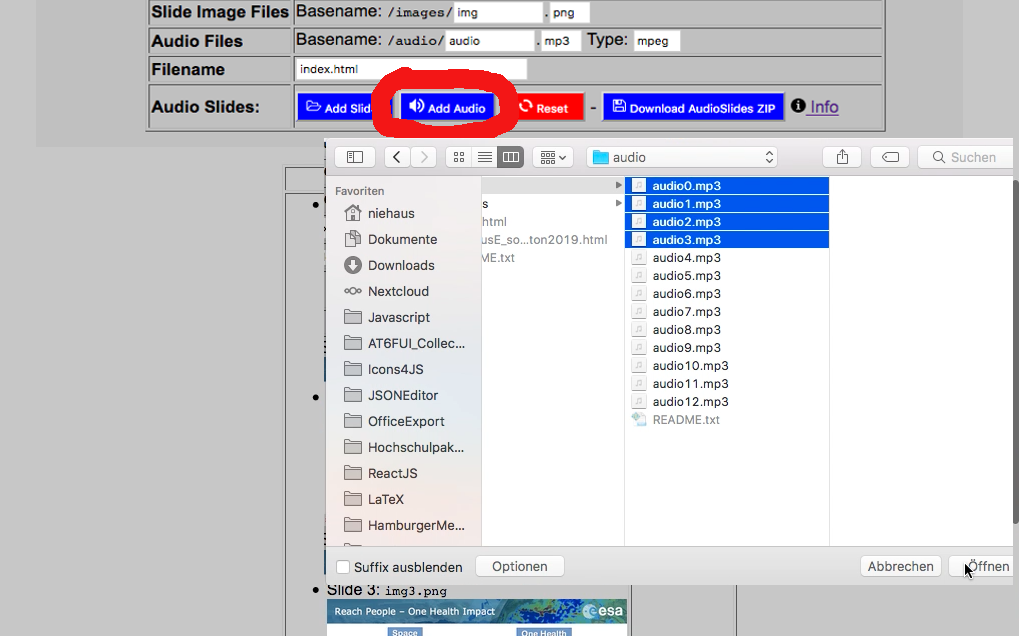 Slide Image Files Basename: /images/ img . png
Audio Files Basename: /audio/ audio . mp3 Type: mpeg
Filename index.html
Audio Slides: Add Slid Add Audio Reset - Download AudioSlides ZIP Info
audio Suchen
Favoriten
niehaus
Dokumente
Downloads
Nextcloud
Javascript
AT6FUI_Collec...
Icons4JS
JSONEditor
OfficeExport
Hochschulpak...
ReactJS
LaTeX
HamburgerMe...
s
html
usE_so...ton2019.html
ME.txt
audio0.mp3
audio1.mp3
audio2.mp3
audio3.mp3
audio4.mp3
audio5.mp3
audio6.mp3
audio7.mp3
audio8.mp3
audio9.mp3
audio10.mp3
audio11.mp3
audio12.mp3
README.txt
Suffix ausblenden Optionen Abbrechen Öffnen
Slide 3: img3.png
Reach People – One Health Impact esa
Space One Health